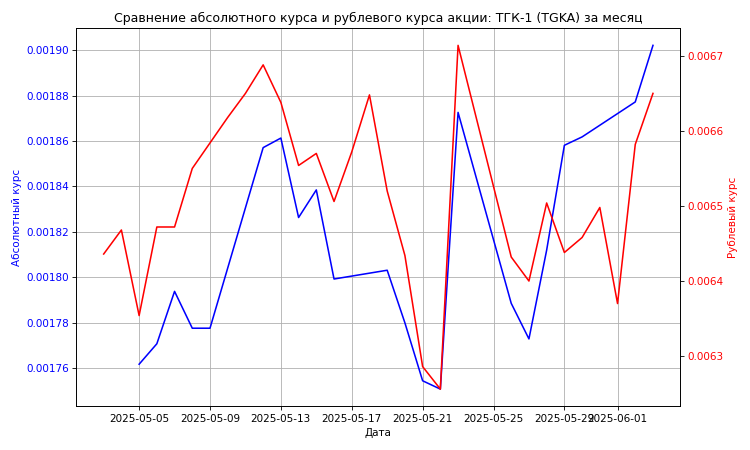 Сравнение абсолютного курса и рублевого курса акции: ТГК-1 (TGKA) за месяц
Абсолютный курс
0.00190
0.00188
0.00186
0.00184
0.00182
0.00180
0.00178
0.00176
0.0067
0.0066
0.0065
0.0064
0.0063
Рублевый курс
2025-05-05 2025-05-09 2025-05-13 2025-05-17 2025-05-21 2025-05-25 2025-05-29 2025-06-01
Дата